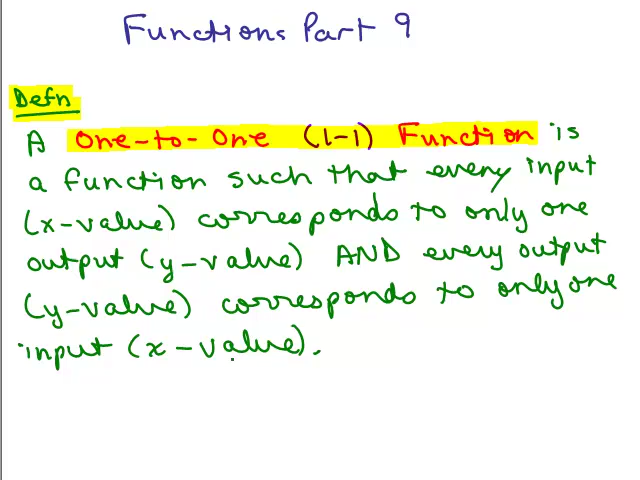 Functions Part 9
Defn
A One-to-One (1-1) Function is
a function such that every input
(x-value) corresponds to only one
output (y-value) AND every output
(y-value) corresponds to only one
input (x-value).